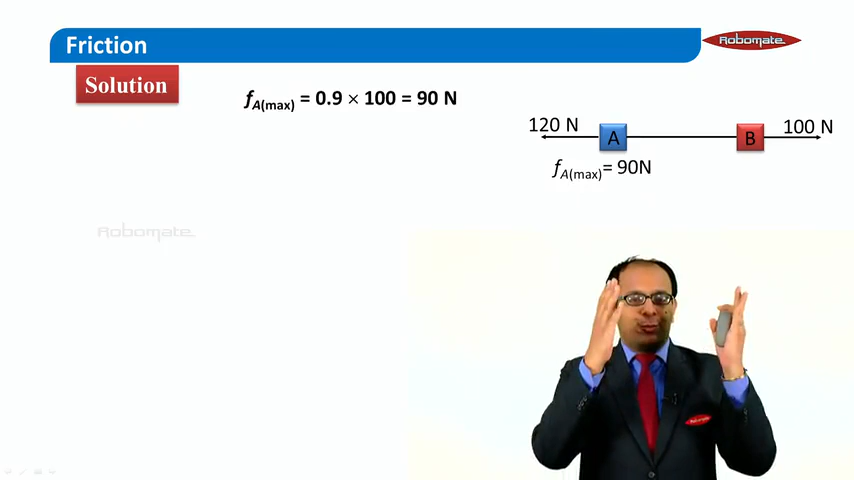 Friction
Robomate
Solution
fA(max) = 0.9 × 100 = 90 N
120 N
A
B
100 N
fA(max)= 90N
Robomate